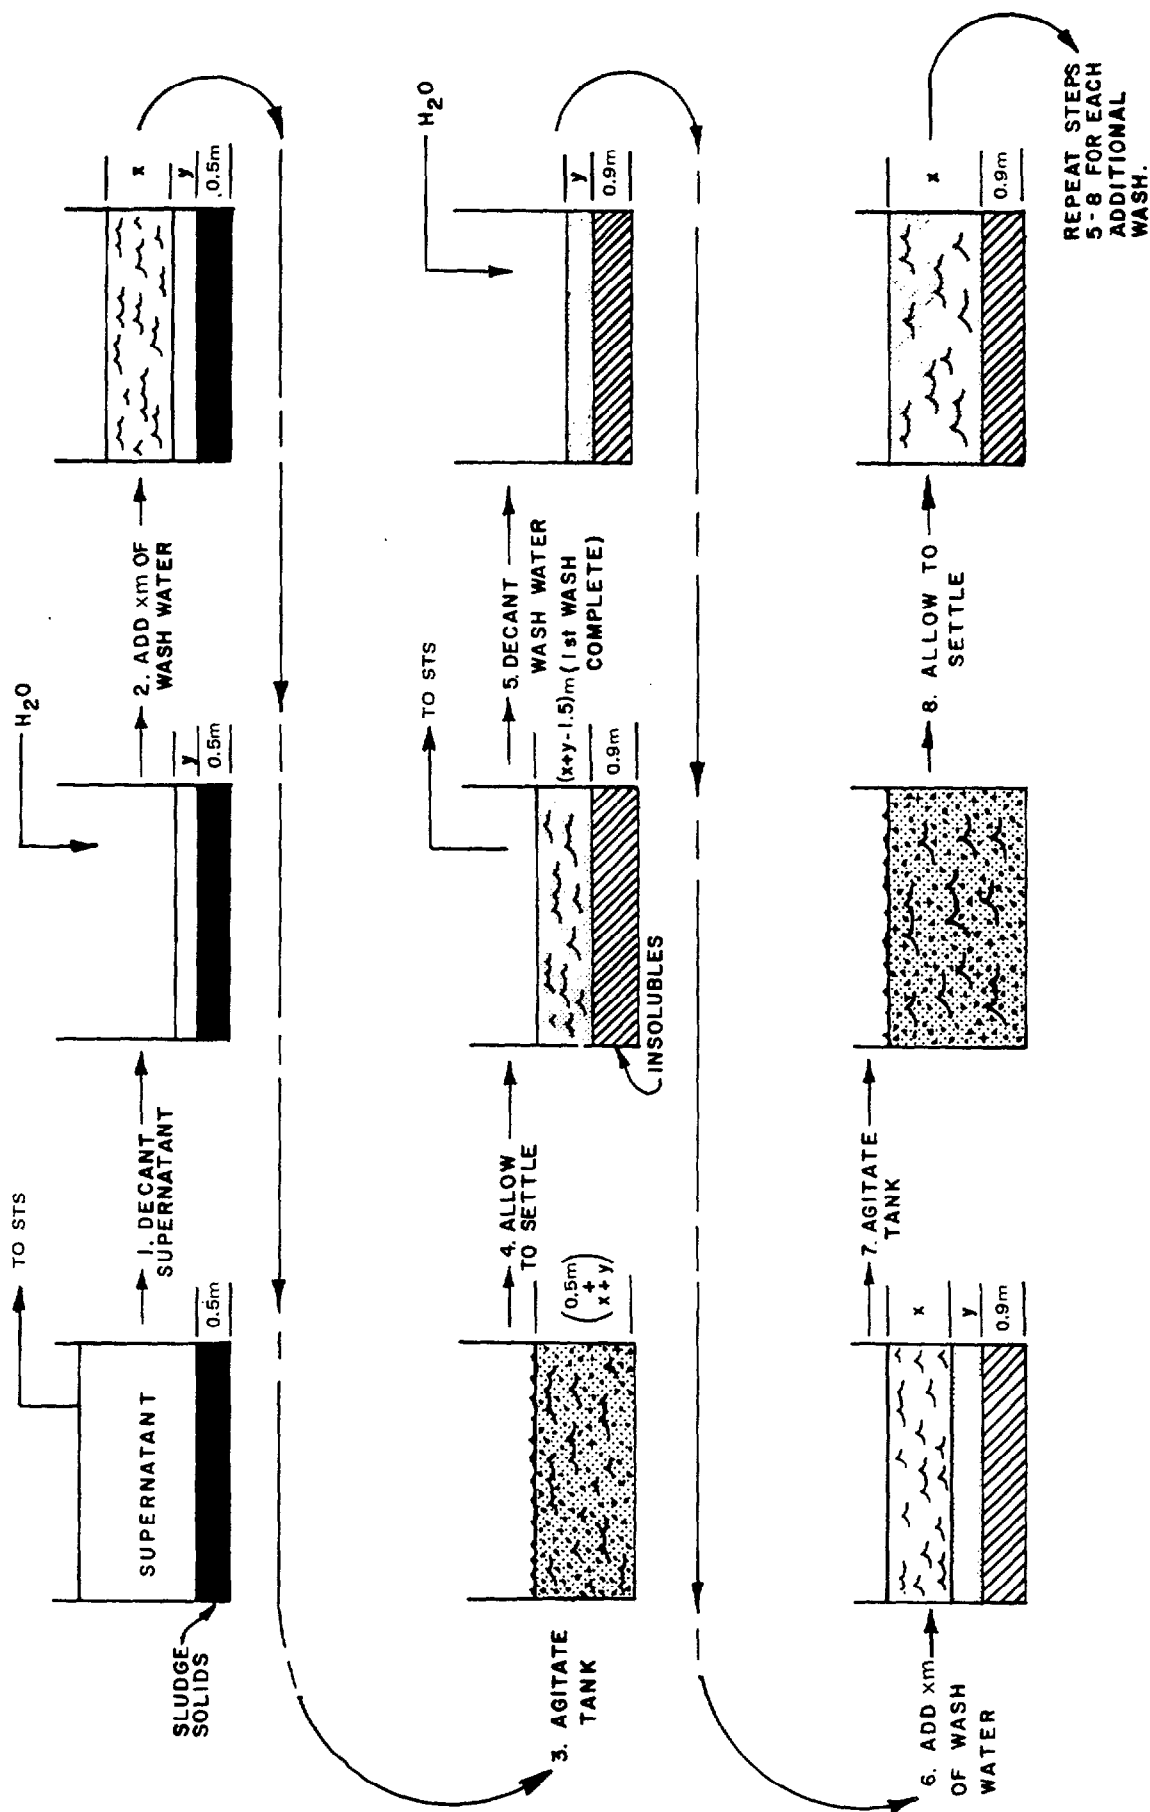 TO STS
SUPERNATANT
SLUDGE
SOLIDS
0.5m
1. DECANT
SUPERNATANT
H2O
y
0.5m
2. ADD xm OF
WASH WATER
x
y
0.5m
3. AGITATE
TANK
(0.5m
+
x + y)
4. ALLOW
TO SETTLE
TO STS
INSOLUBLES
(x+y-1.5)m
0.9m
5. DECANT
WASH WATER
(1st WASH
COMPLETE)
H2O
y
0.9m
6. ADD xm
OF WASH
WATER
x
y
0.9m
7. AGITATE
TANK
8. ALLOW TO
SETTLE
x
0.9m
REPEAT STEPS
5-8 FOR EACH
ADDITIONAL
WASH.